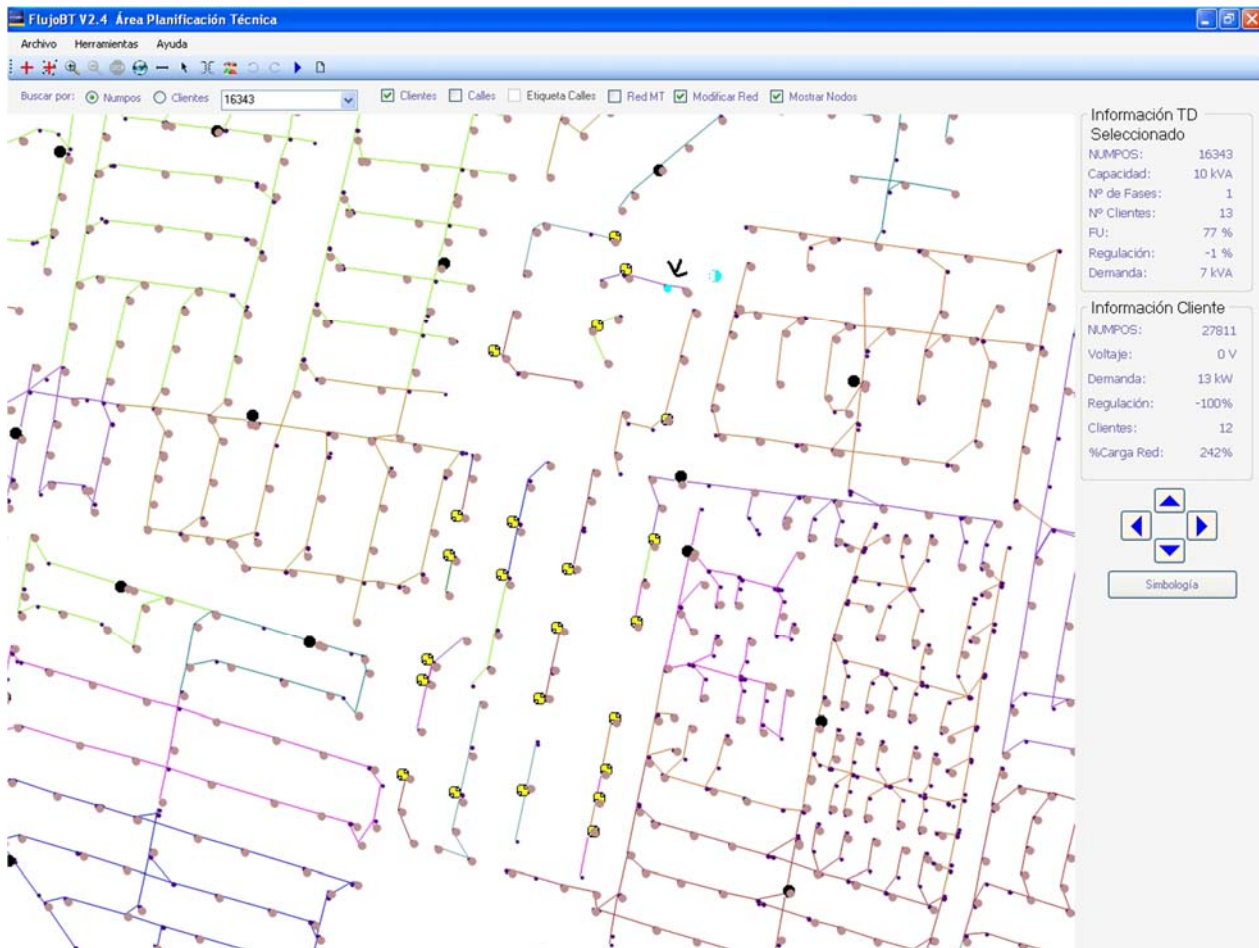 FlujoBT V2.4 Área Planificación Técnica
Archivo Herramientas Ayuda
Buscar por: Numpos Clientes 16343 Clientes Calles Etiqueta Calles Red MT Modificar Red Mostrar Nodos
Información TD
Seleccionado
NUMPOS: 16343
Capacidad: 10 kVA
Nº de Fases: 1
Nº Clientes: 13
FU: 77 %
Regulación: -1 %
Demanda: 7 kVA
Información Cliente
NUMPOS: 27811
Voltaje: 0 V
Demanda: 13 kW
Regulación: -100%
Clientes: 12
%Carga Red: 242%
Simbología